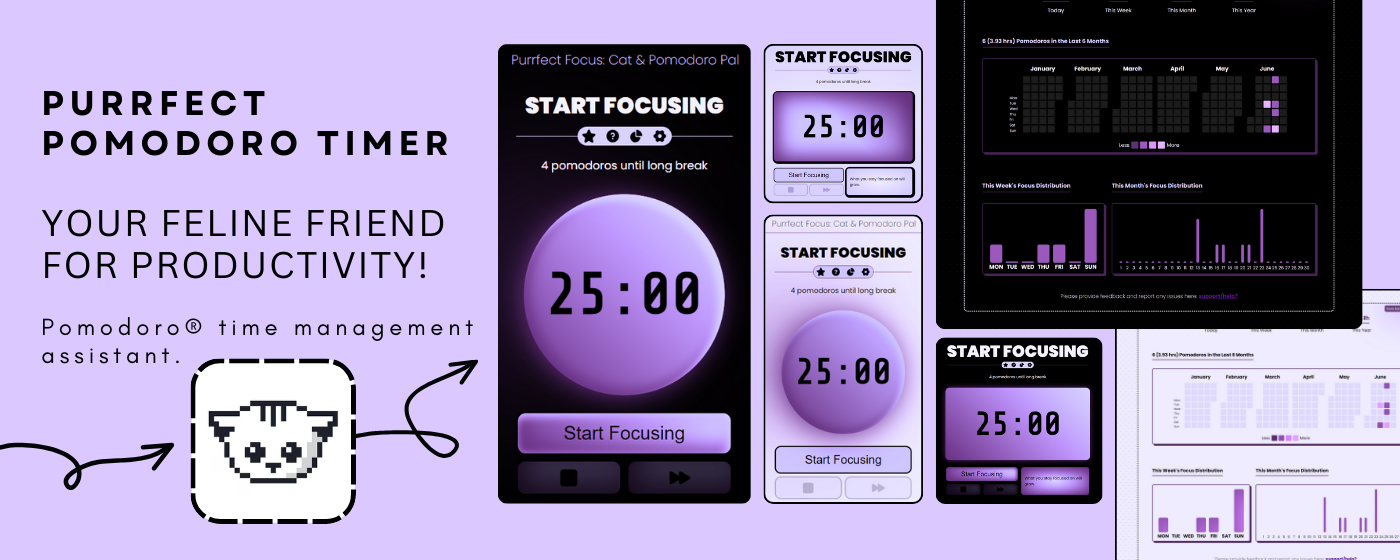 PURRFECT
POMODORO TIMER
YOUR FELINE FRIEND
FOR PRODUCTIVITY!
Pomodoro® time management
assistant.
Purrfect Focus: Cat & Pomodoro Pal
START FOCUSING
4 pomodoros until long break
25:00
Start Focusing
START FOCUSING
4 pomodoros until long break
25:00
Start Focusing
What you stay focused on will
grow.
Purrfect Focus: Cat & Pomodoro Pal
START FOCUSING
4 pomodoros until long break
25:00
Start Focusing
Today This Week This Month This Year
6 (3.93 hrs) Pomodoros in the Last 6 Months
January February March April May June
Mon
Tue
Wed
Thu
Fri
Sat
Sun
Less More
This Week's Focus Distribution This Month's Focus Distribution
MON TUE WED THU FRI SAT SUN 1 2 3 4 5 6 7 8 9 10 11 12 13 14 15 16 17 18 19 20 21 22 23 24 25 26 27 28 29 30
Please provide feedback and report any issues here: support/help?
START FOCUSING
4 pomodoros until long break
25:00
Start Focusing
What you stay focused on will
grow.
Today This Week This Month This Year
6 (3.93 hrs) Pomodoros in the Last 6 Months
January February March April May June
Mon
Tue
Wed
Thu
Fri
Sat
Sun
Less More
This Week's Focus Distribution This Month's Focus Distribution
MON TUE WED THU FRI SAT SUN
Please provide feedback and report any issues here: support/help?